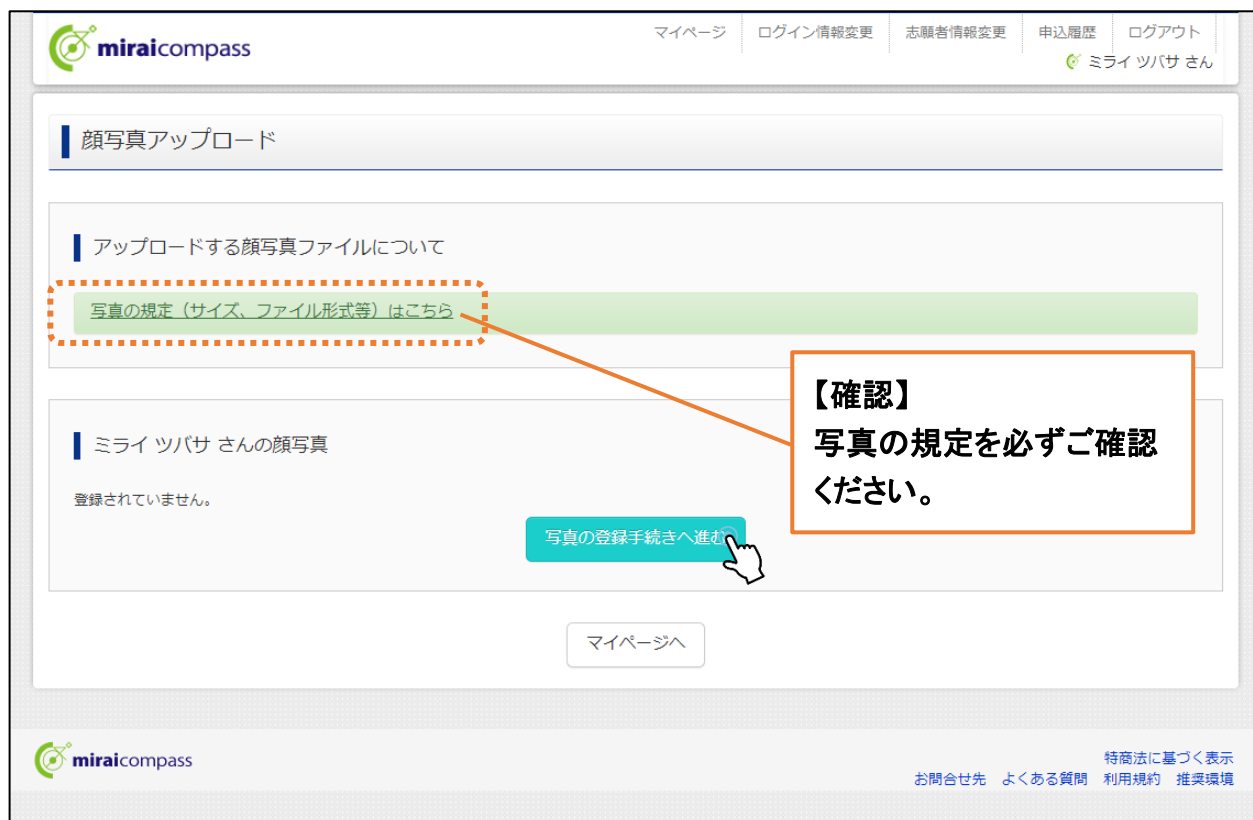 miraicompass
マイページ ログイン情報変更 志願者情報変更 申込履歴 ログアウト
ミライ ツバサ さん
顔写真アップロード
アップロードする顔写真ファイルについて
写真の規定（サイズ、ファイル形式等）はこちら
【確認】
写真の規定を必ずご確認
ください。
ミライ ツバサ さんの顔写真
登録されていません。
写真の登録手続きへ進む
マイページへ
miraicompass
特商法に基づく表示
お問合せ先 よくある質問 利用規約 推奨環境